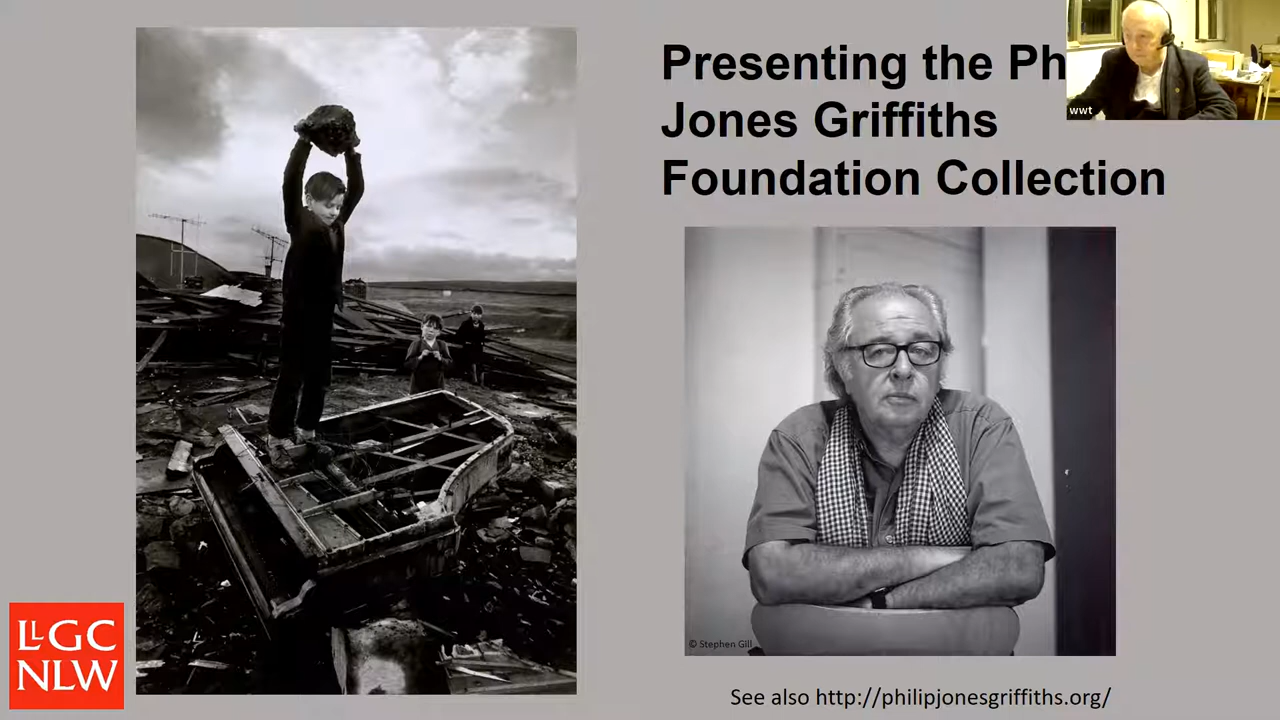 Presenting the Ph
Jones Griffiths
Foundation Collection
wwt
© Stephen Gill
LLGC
NLW
See also http://philipjonesgriffiths.org/